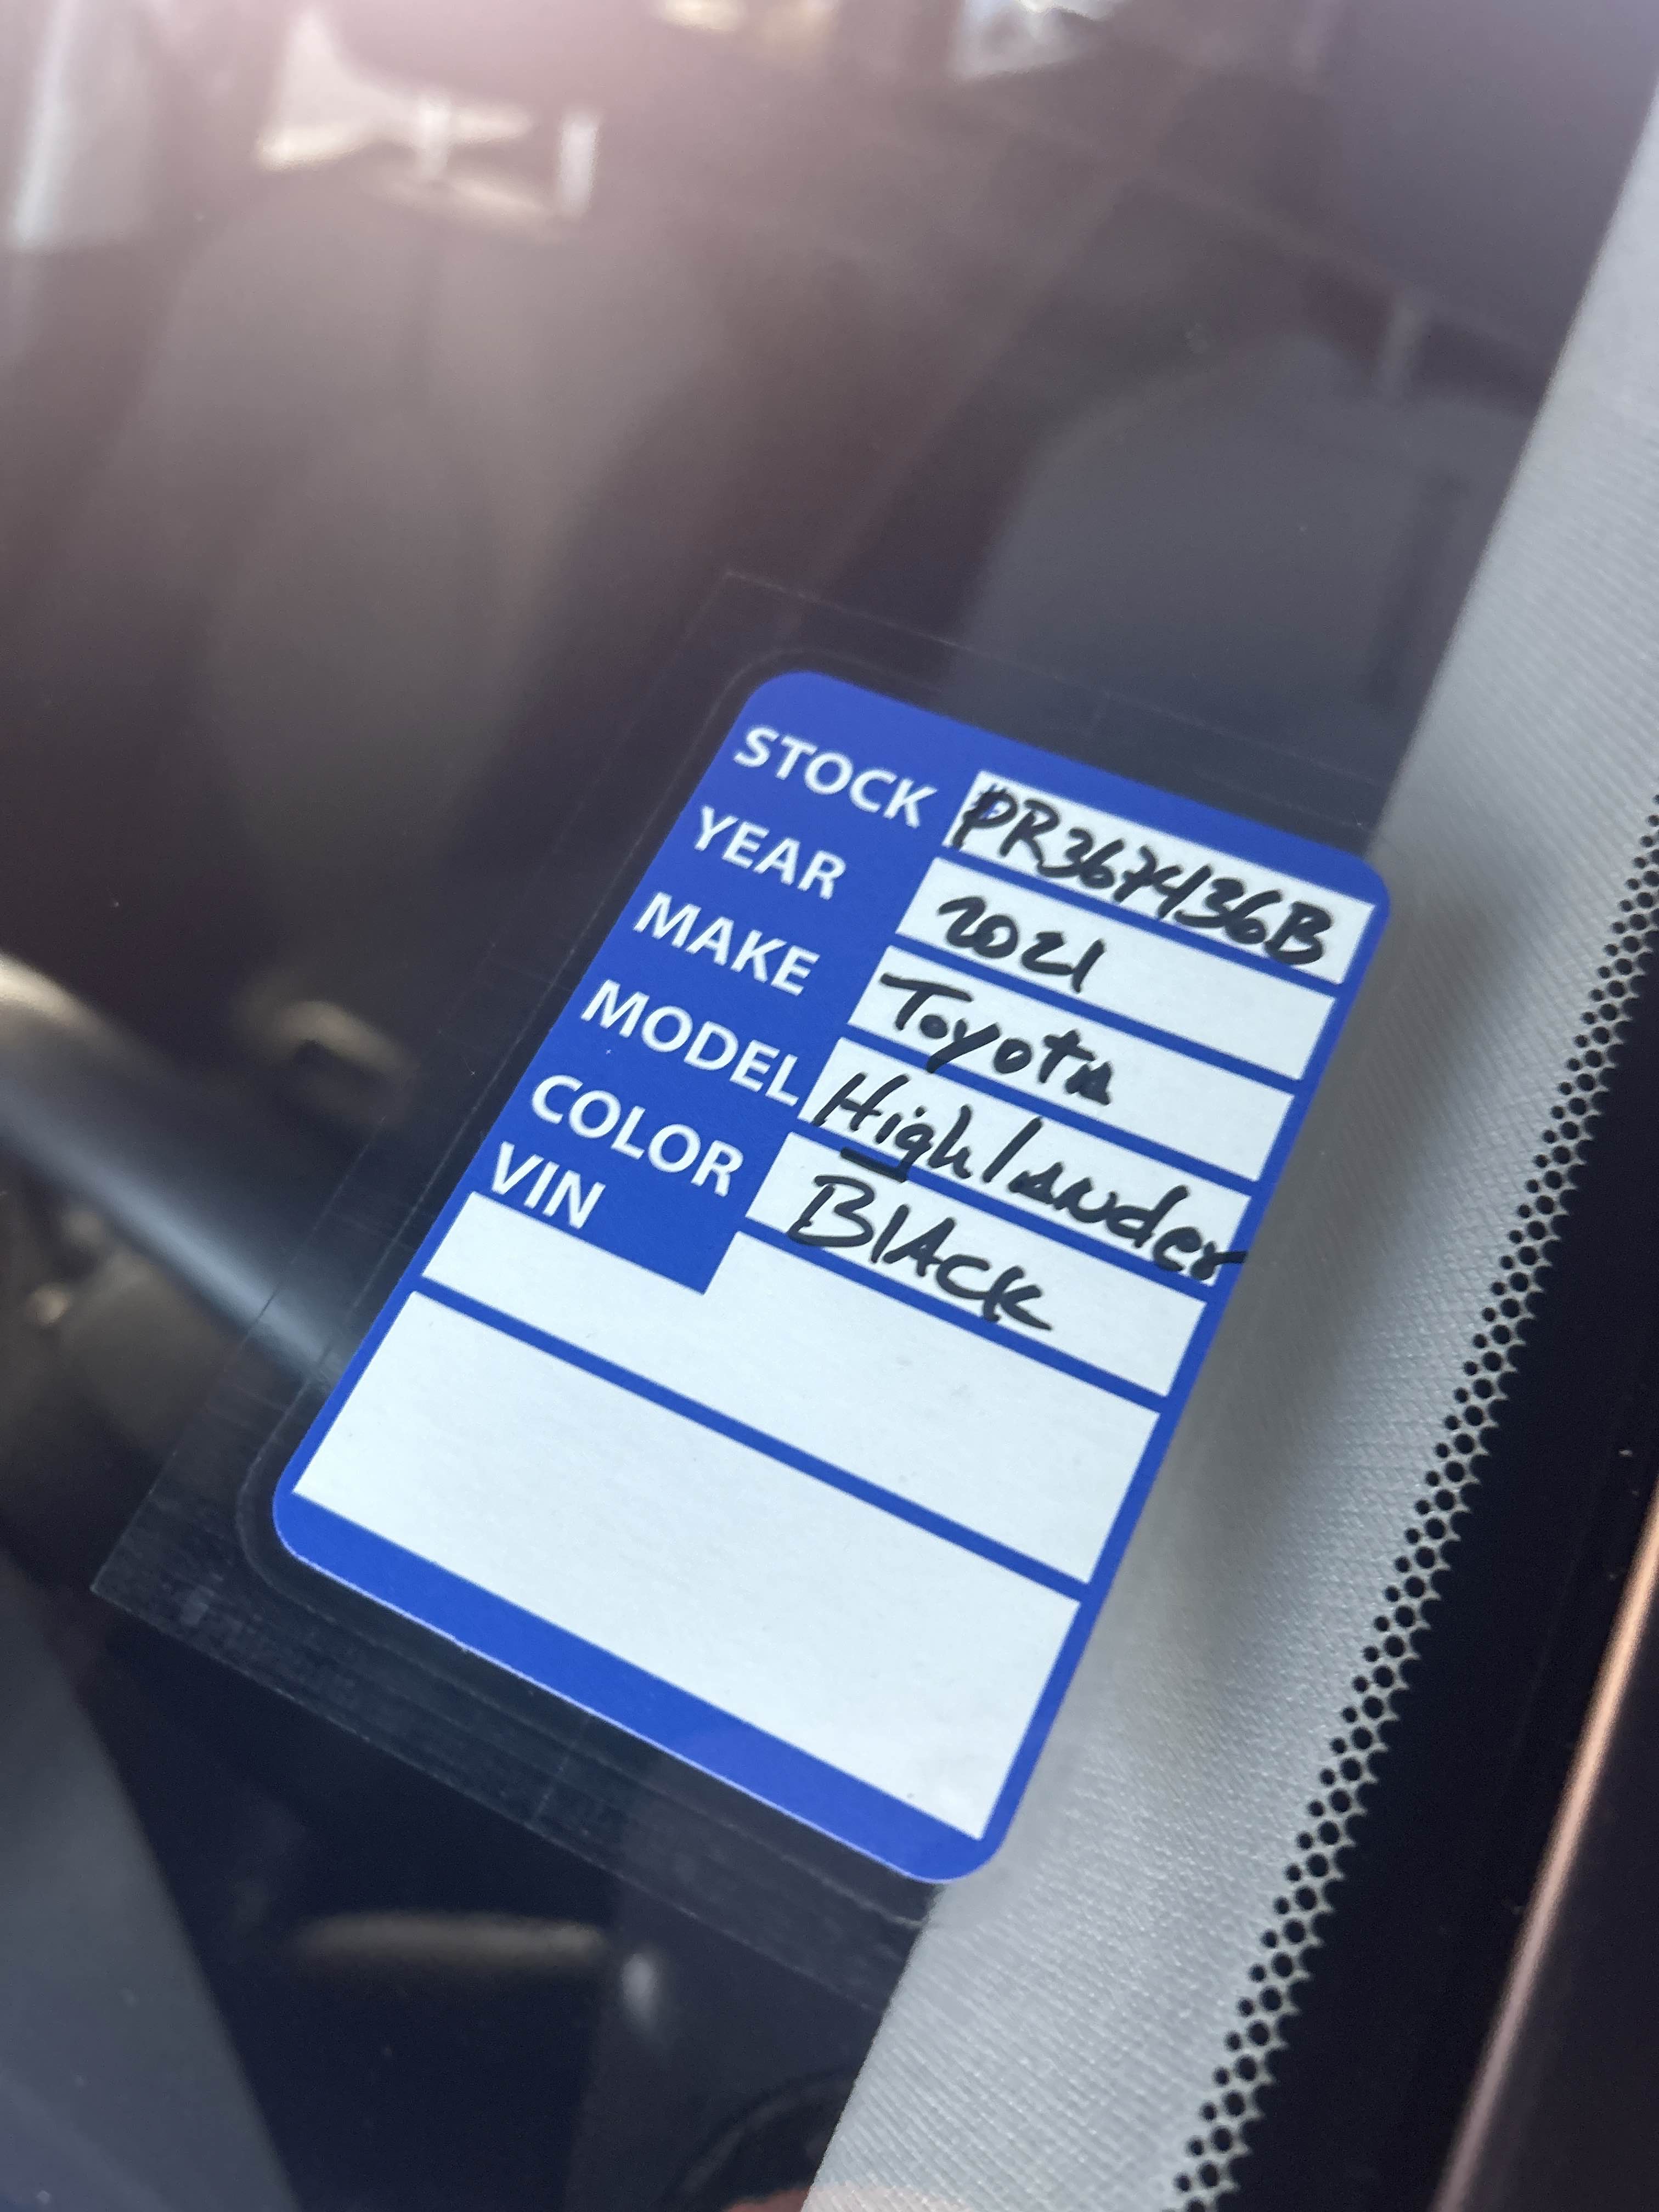 STOCK PR367436B
YEAR 2021
MAKE Toyota
MODEL Highlander
COLOR BlAck
VIN